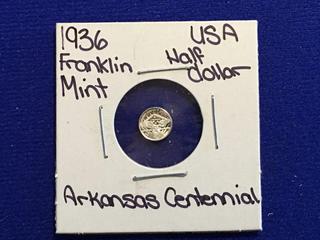 1936 USA
Franklin Half
Mint dollar
Arkansas Centennial